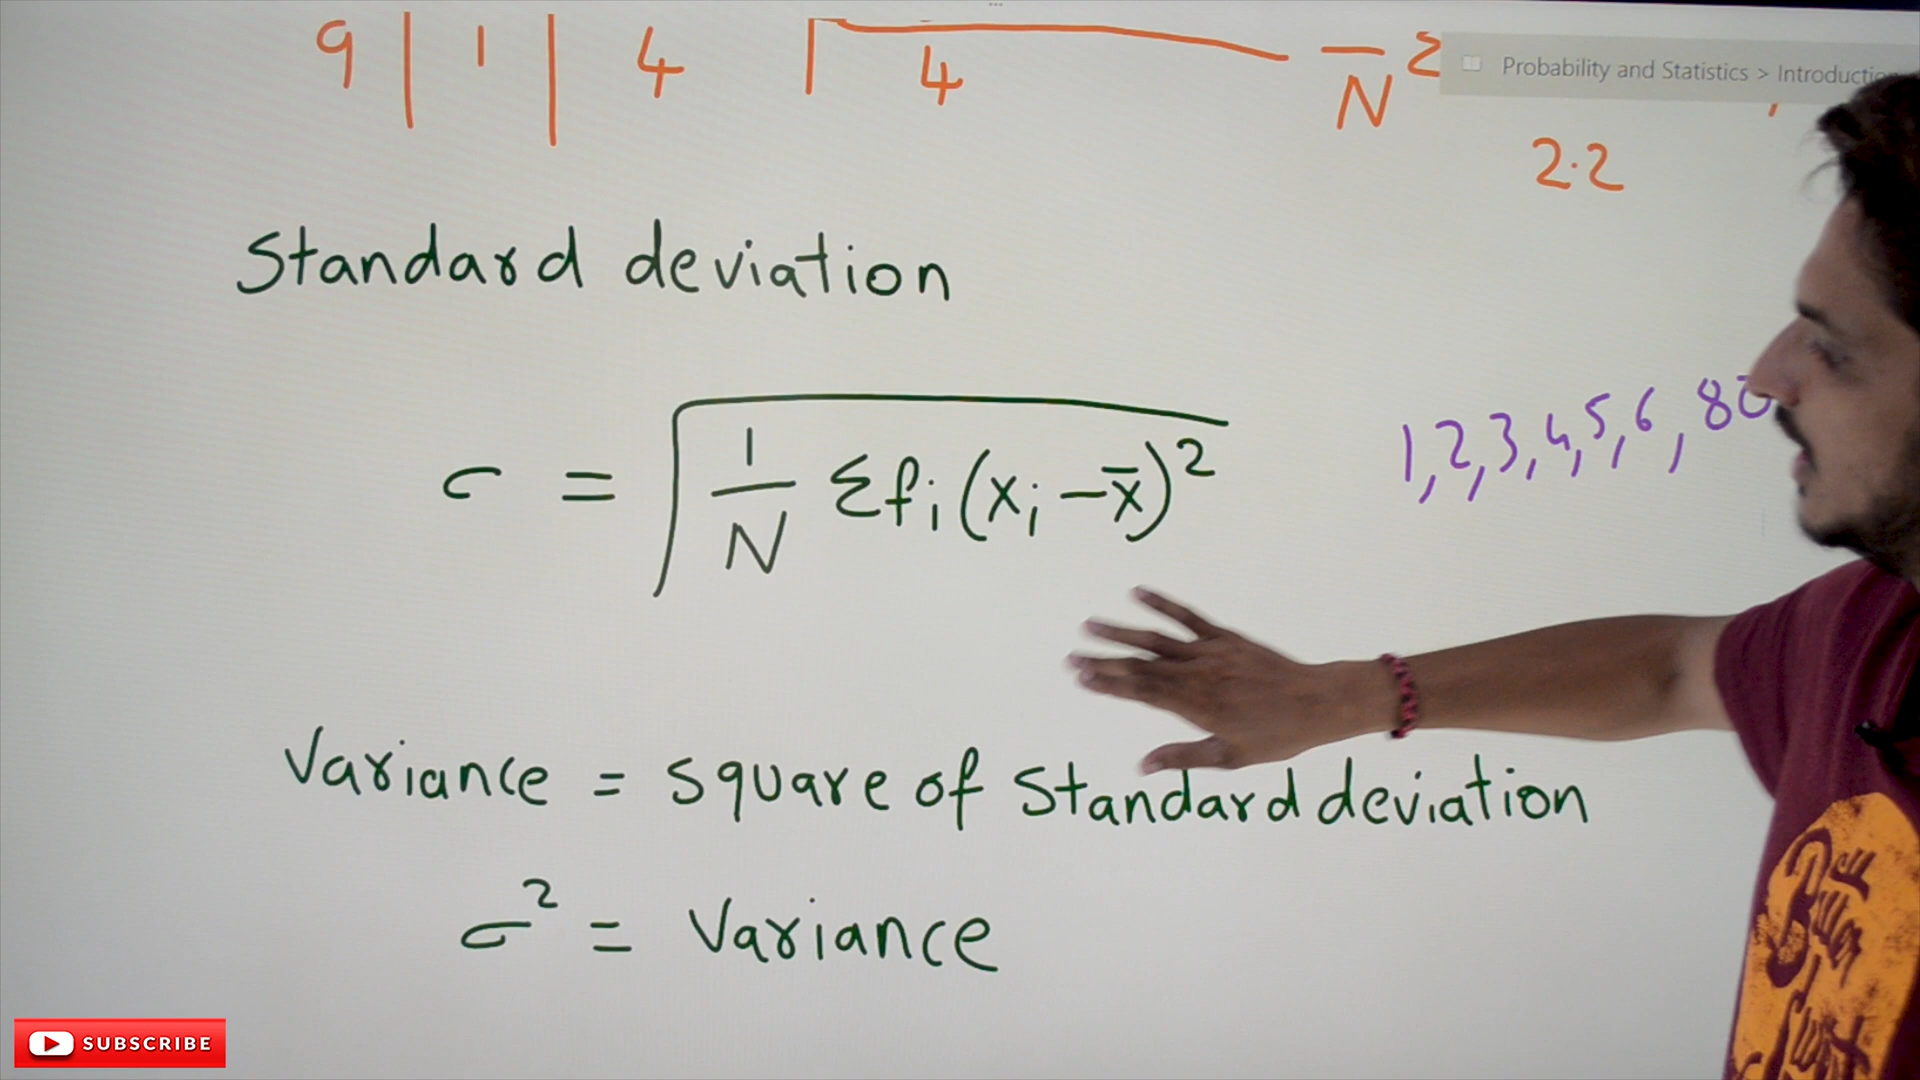 9 | 1 | 4 4 — N Σ
Probability and Statistics > Introductio
2.2
Standard deviation
σ = √ 1/N Σfi(xi - x̄)²
1,2,3,4,5,6, 80
Variance = square of Standard deviation
σ² = Variance
SUBSCRIBE